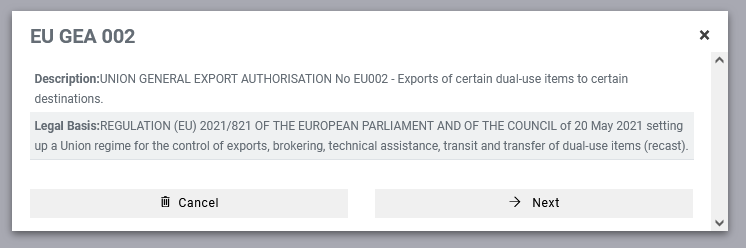 EU GEA 002
×
Description:UNION GENERAL EXPORT AUTHORISATION No EU002 - Exports of certain dual-use items to certain
destinations.
Legal Basis:REGULATION (EU) 2021/821 OF THE EUROPEAN PARLIAMENT AND OF THE COUNCIL of 20 May 2021 setting
up a Union regime for the control of exports, brokering, technical assistance, transit and transfer of dual-use items (recast).
Cancel
Next